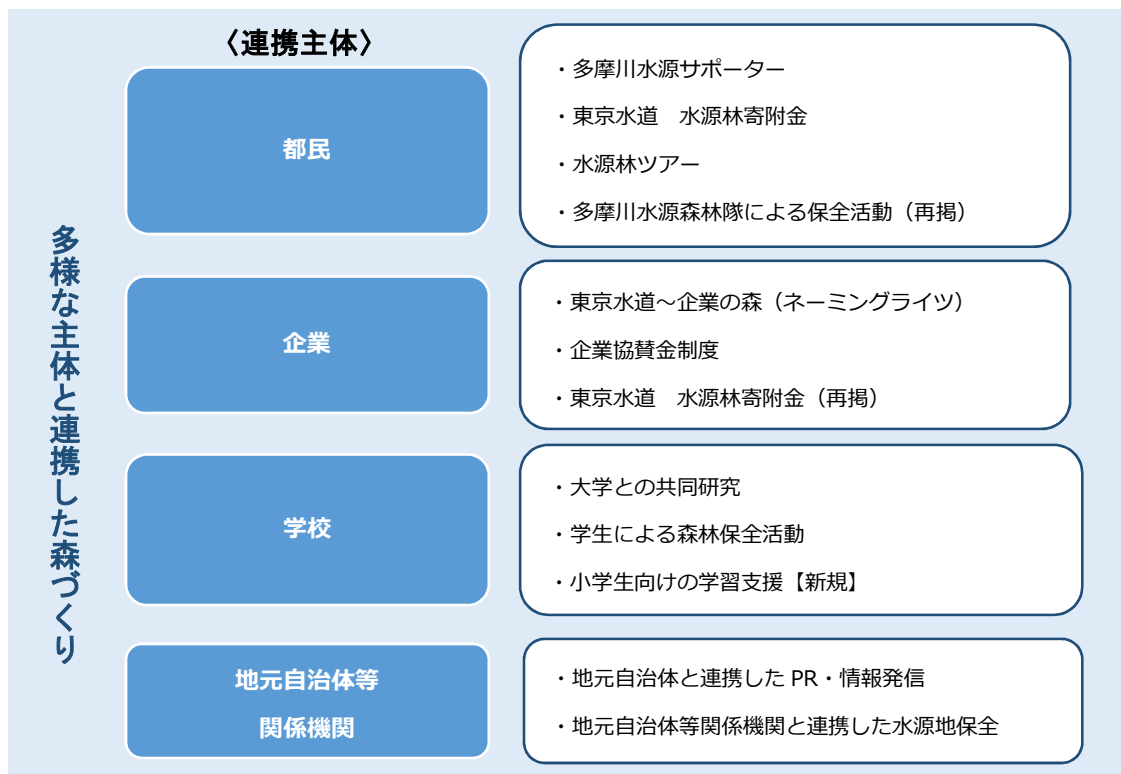 多様な主体と連携した森づくり
〈連携主体〉
都民
・多摩川水源サポーター
・東京水道　水源林寄附金
・水源林ツアー
・多摩川水源森林隊による保全活動（再掲）
企業
・東京水道～企業の森（ネーミングライツ）
・企業協賛金制度
・東京水道　水源林寄附金（再掲）
学校
・大学との共同研究
・学生による森林保全活動
・小学生向けの学習支援【新規】
地元自治体等
関係機関
・地元自治体と連携した PR・情報発信
・地元自治体等関係機関と連携した水源地保全